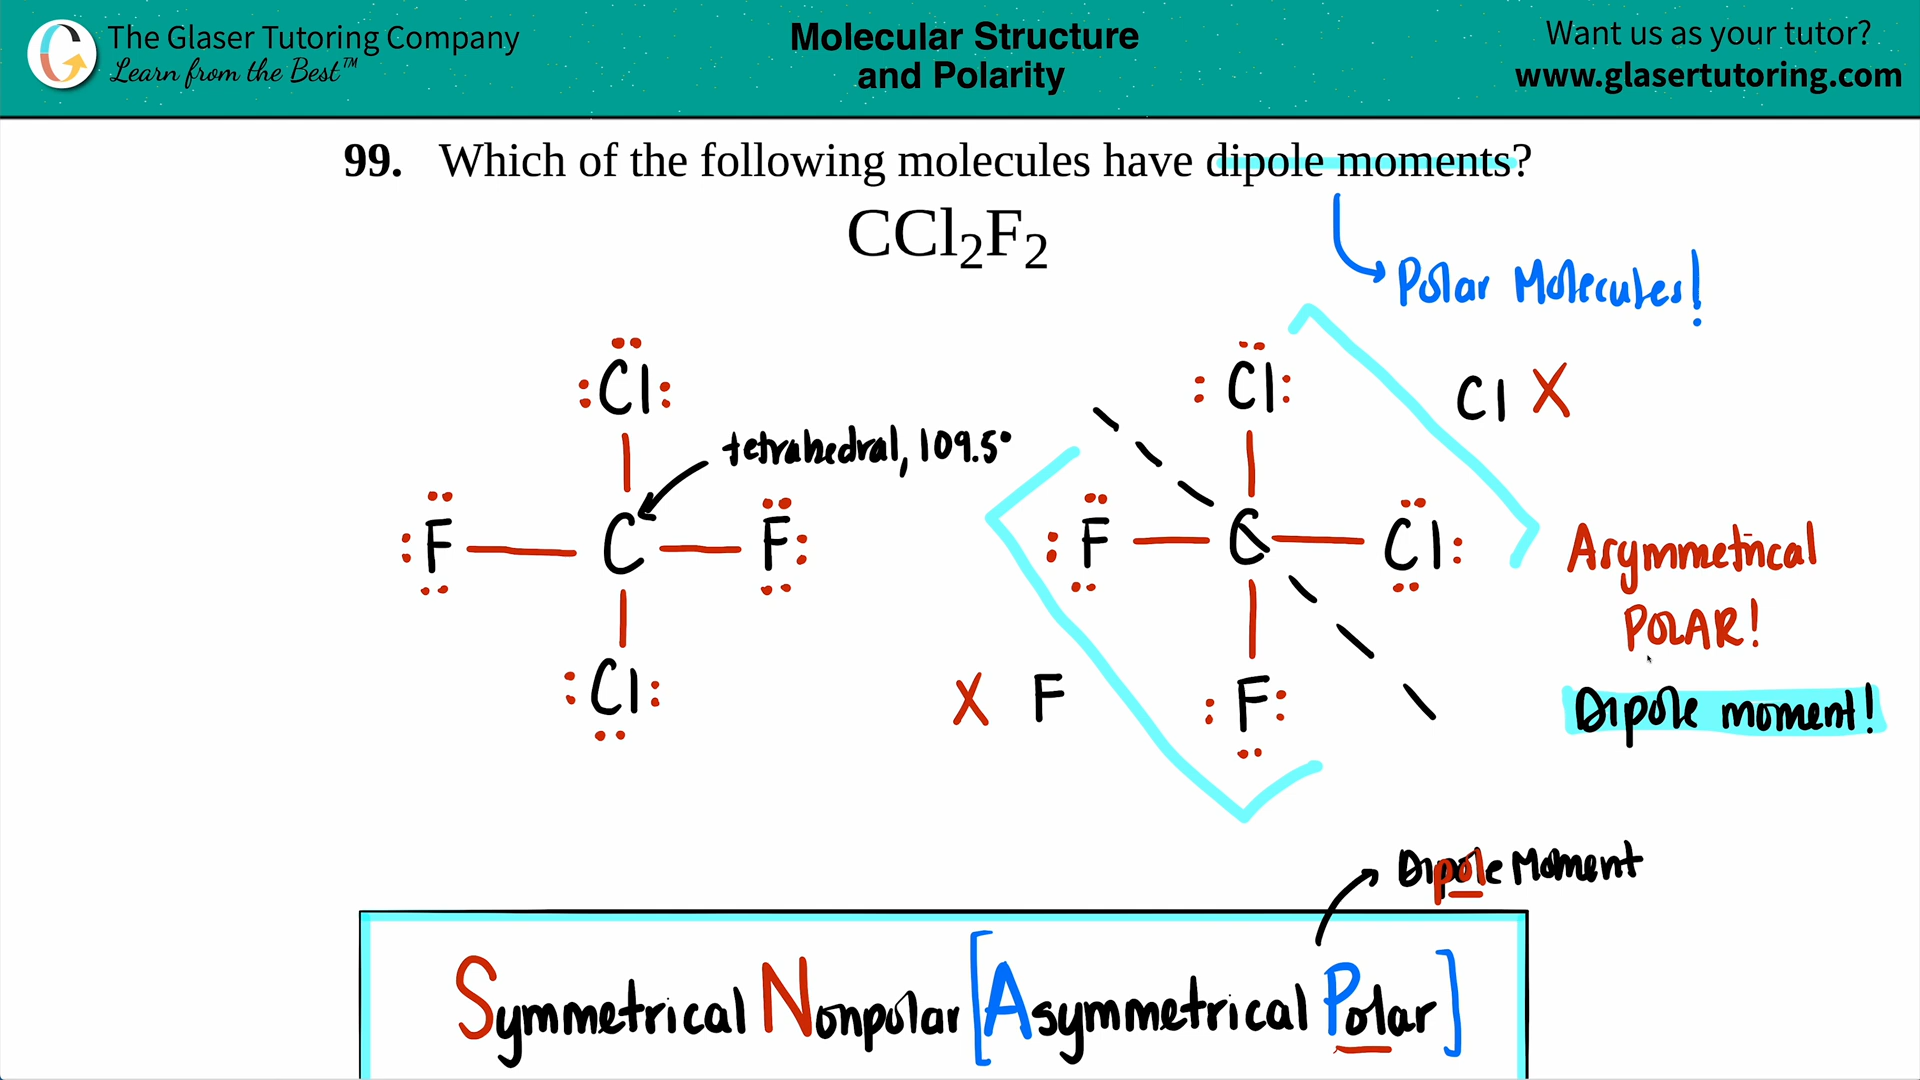 The Glaser Tutoring Company
Learn from the Best™
Molecular Structure
and Polarity
Want us as your tutor?
www.glasertutoring.com
99. Which of the following molecules have dipole moments?
CCl₂F₂
Polar Molecules!
Cl
tetrahedral, 109.5°
F C F
Cl
Cl
Cl X
F C Cl
F
X F
Asymmetrical
POLAR!
Dipole moment!
Dipole Moment
Symmetrical Nonpolar [Asymmetrical Polar]